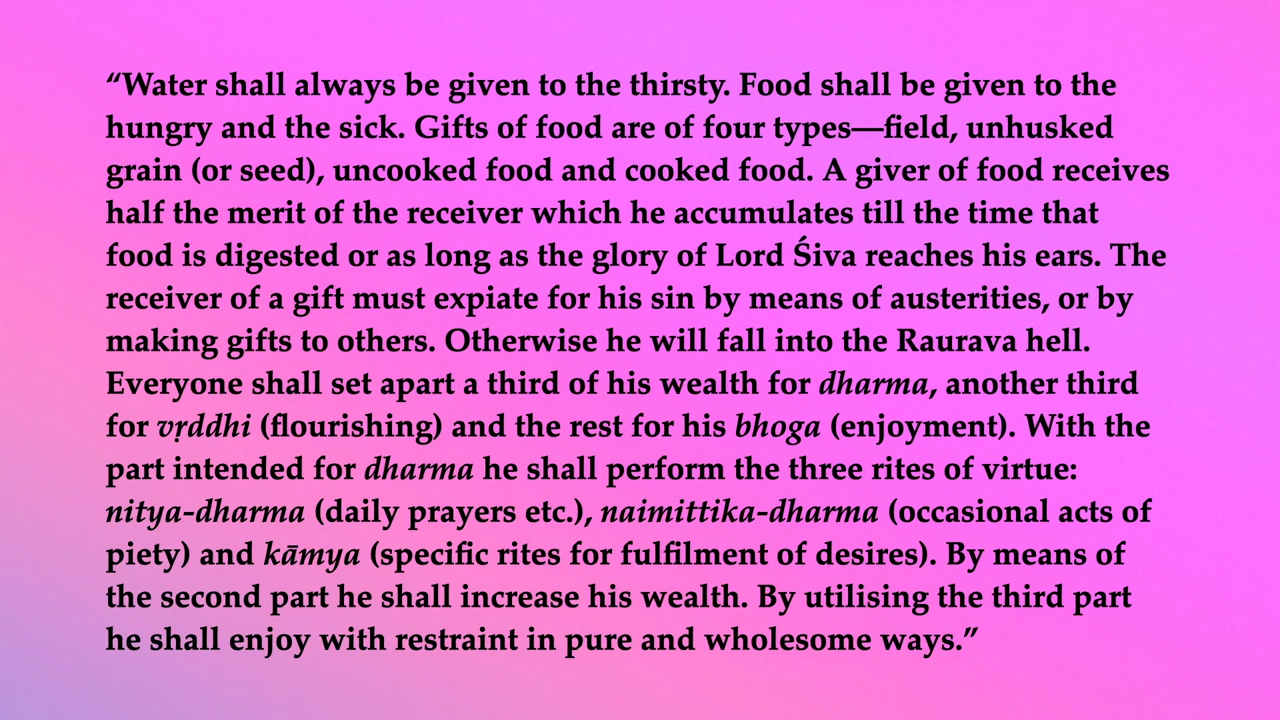 “Water shall always be given to the thirsty. Food shall be given to the
hungry and the sick. Gifts of food are of four types—field, unhusked
grain (or seed), uncooked food and cooked food. A giver of food receives
half the merit of the receiver which he accumulates till the time that
food is digested or as long as the glory of Lord Śiva reaches his ears. The
receiver of a gift must expiate for his sin by means of austerities, or by
making gifts to others. Otherwise he will fall into the Raurava hell.
Everyone shall set apart a third of his wealth for dharma, another third
for vṛddhi (flourishing) and the rest for his bhoga (enjoyment). With the
part intended for dharma he shall perform the three rites of virtue:
nitya-dharma (daily prayers etc.), naimittika-dharma (occasional acts of
piety) and kāmya (specific rites for fulfilment of desires). By means of
the second part he shall increase his wealth. By utilising the third part
he shall enjoy with restraint in pure and wholesome ways.”